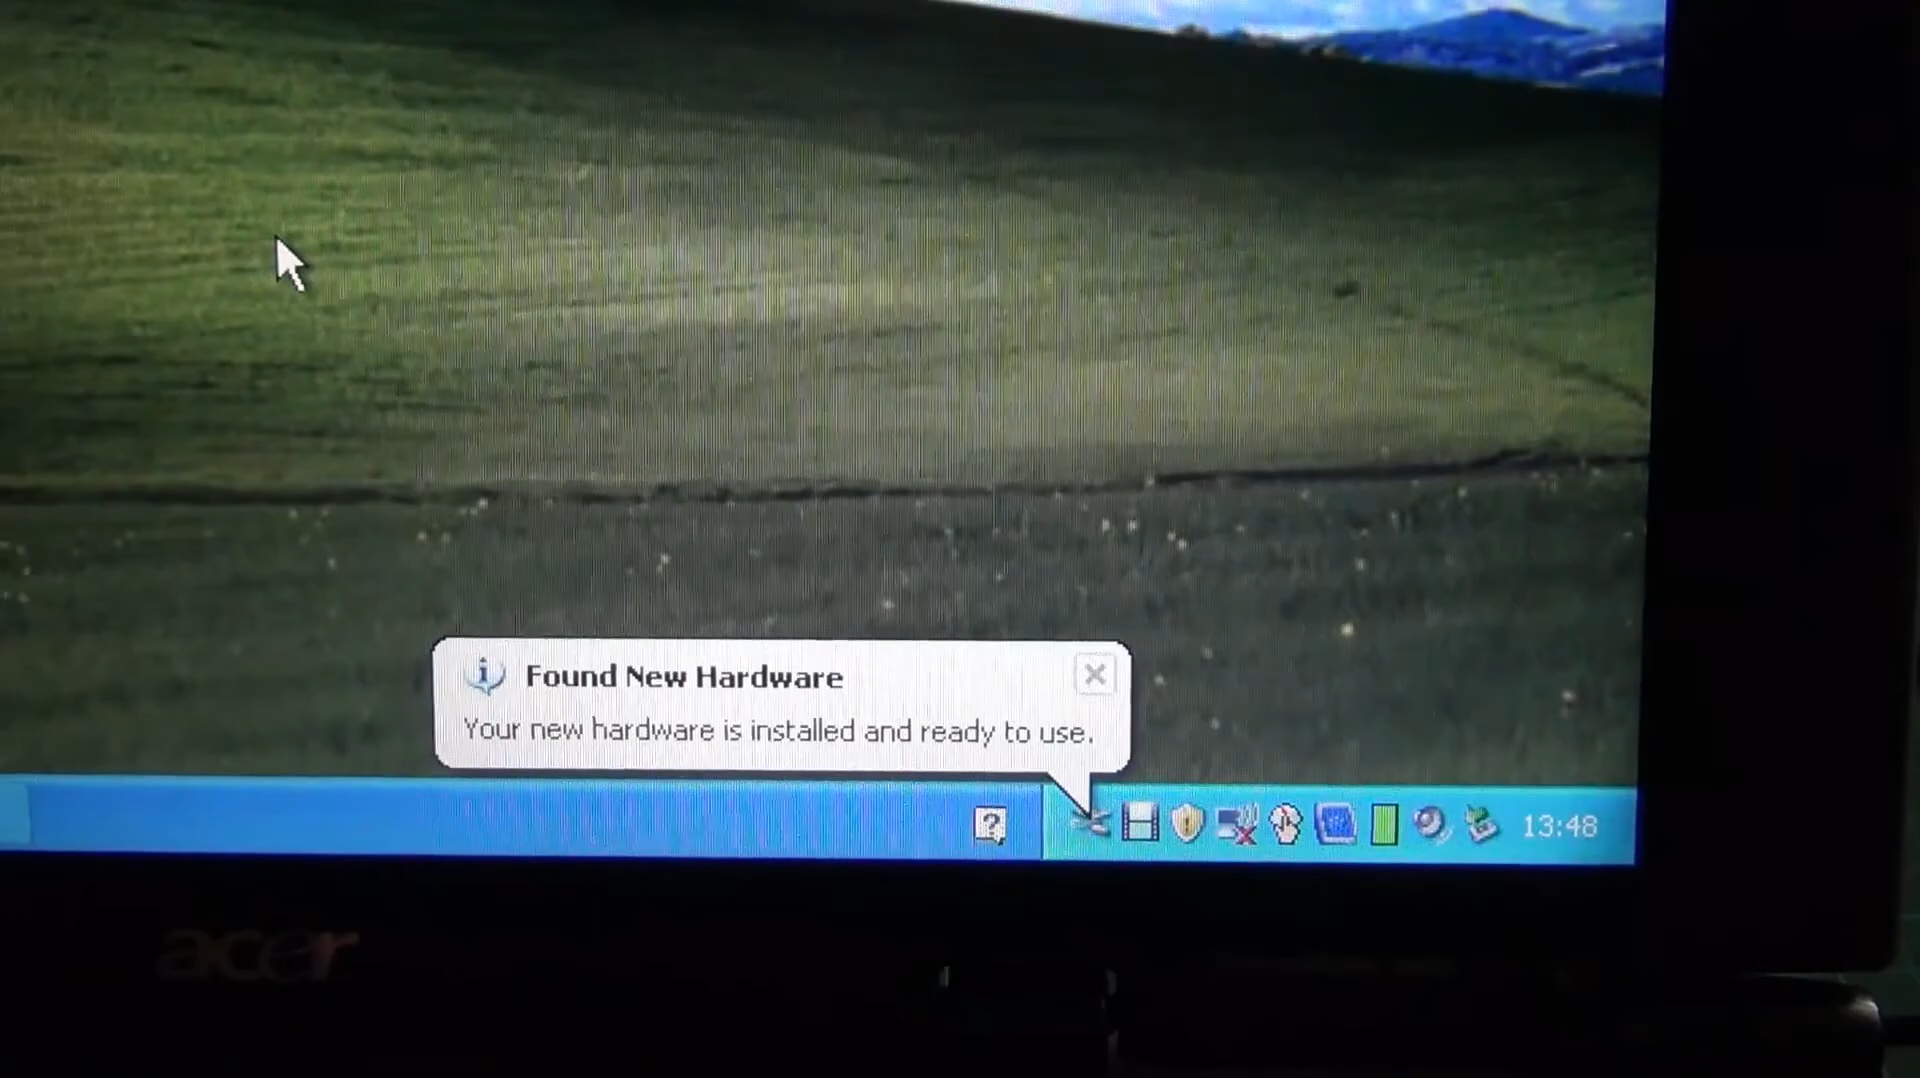 Found New Hardware
Your new hardware is installed and ready to use.
13:48
acer